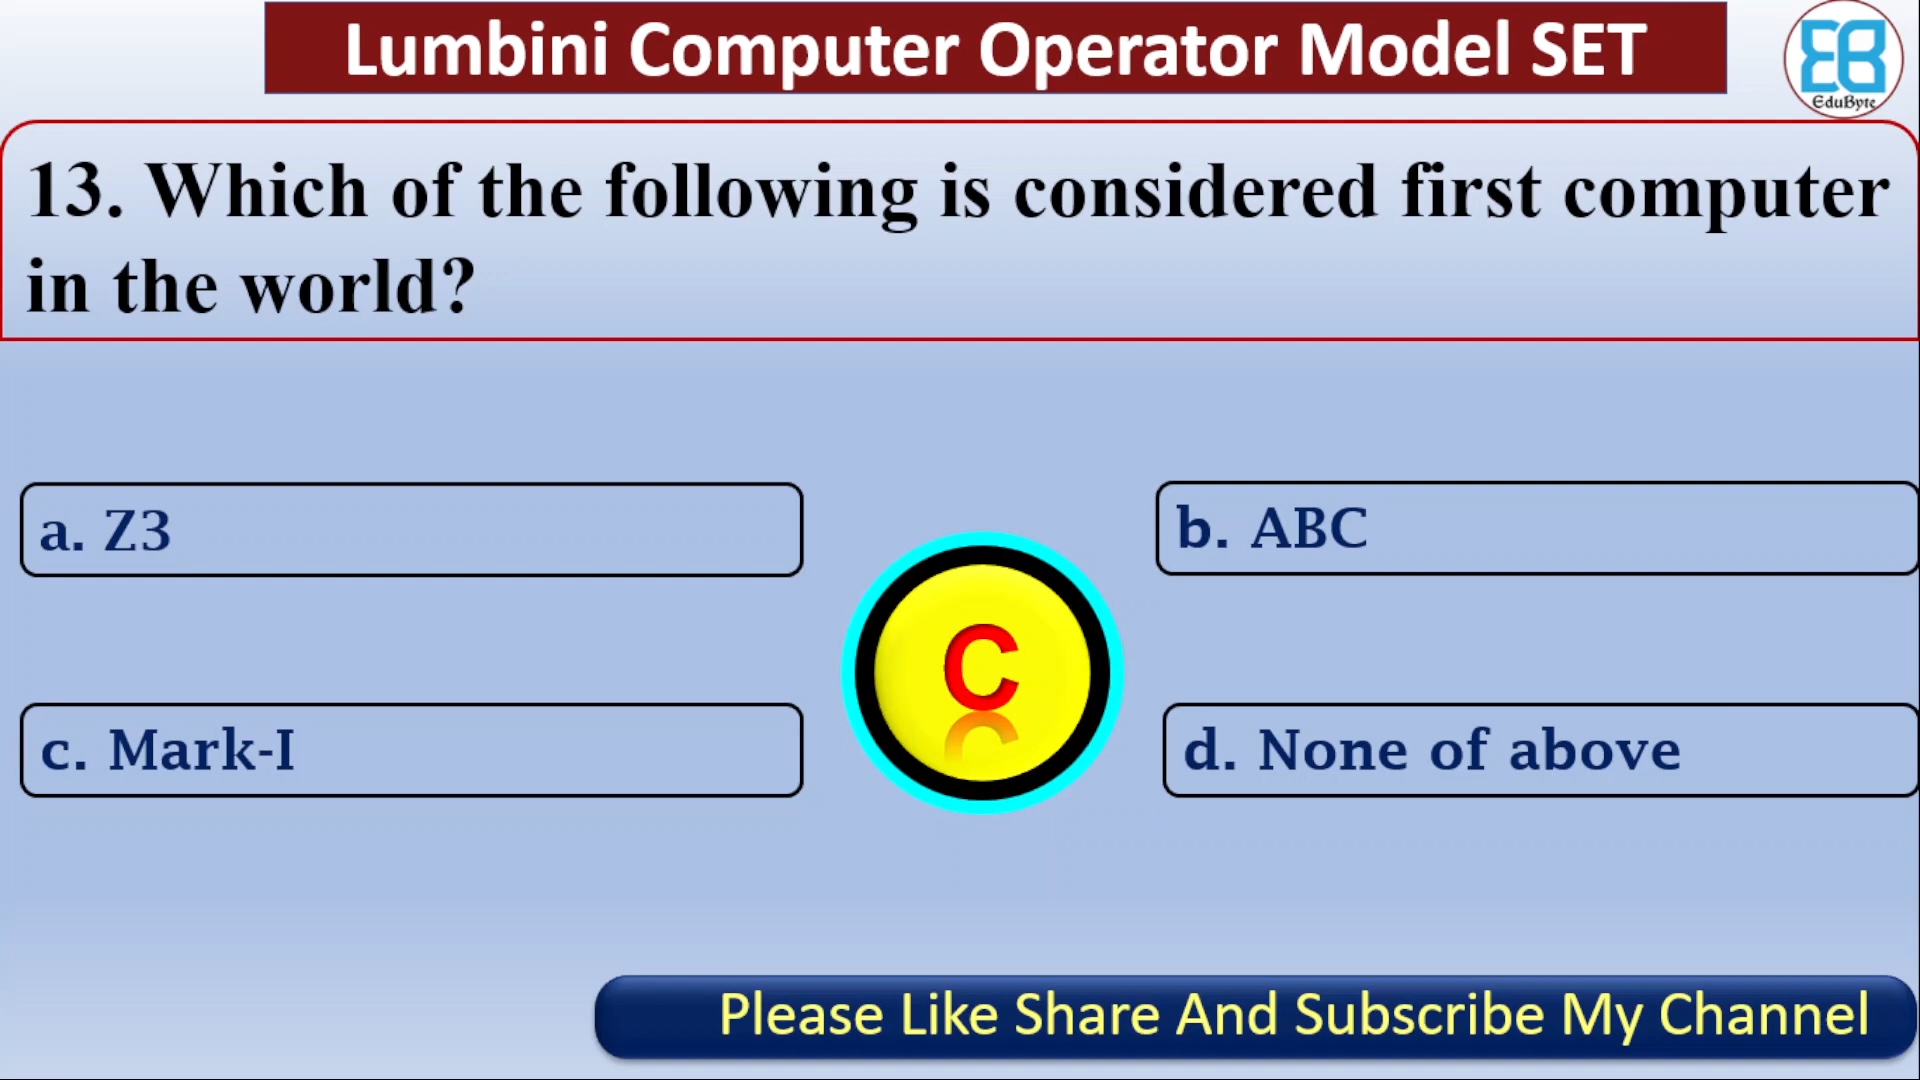 Lumbini Computer Operator Model SET
EB
EduByte
13. Which of the following is considered first computer
in the world?
a. Z3
b. ABC
C
c. Mark-I
d. None of above
Please Like Share And Subscribe My Channel